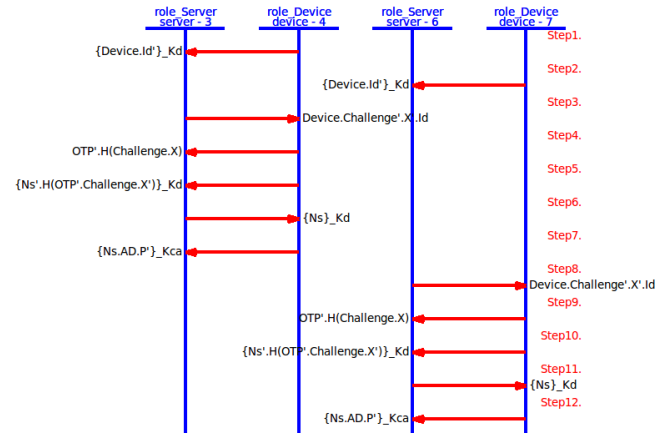 role_Server role_Device role_Server role_Device
server - 3 device - 4 server - 6 device - 7
Step1.
{Device.Id'}_Kd
Step2.
{Device.Id'}_Kd
Step3.
Device.Challenge'.X'.Id
Step4.
OTP'.H(Challenge.X)
Step5.
{Ns'.H(OTP'.Challenge.X')}_Kd
Step6.
{Ns}_Kd
Step7.
{Ns.AD.P'}_Kca
Step8.
Device.Challenge'.X'.Id
Step9.
OTP'.H(Challenge.X)
Step10.
{Ns'.H(OTP'.Challenge.X')}_Kd
Step11.
{Ns}_Kd
Step12.
{Ns.AD.P'}_Kca